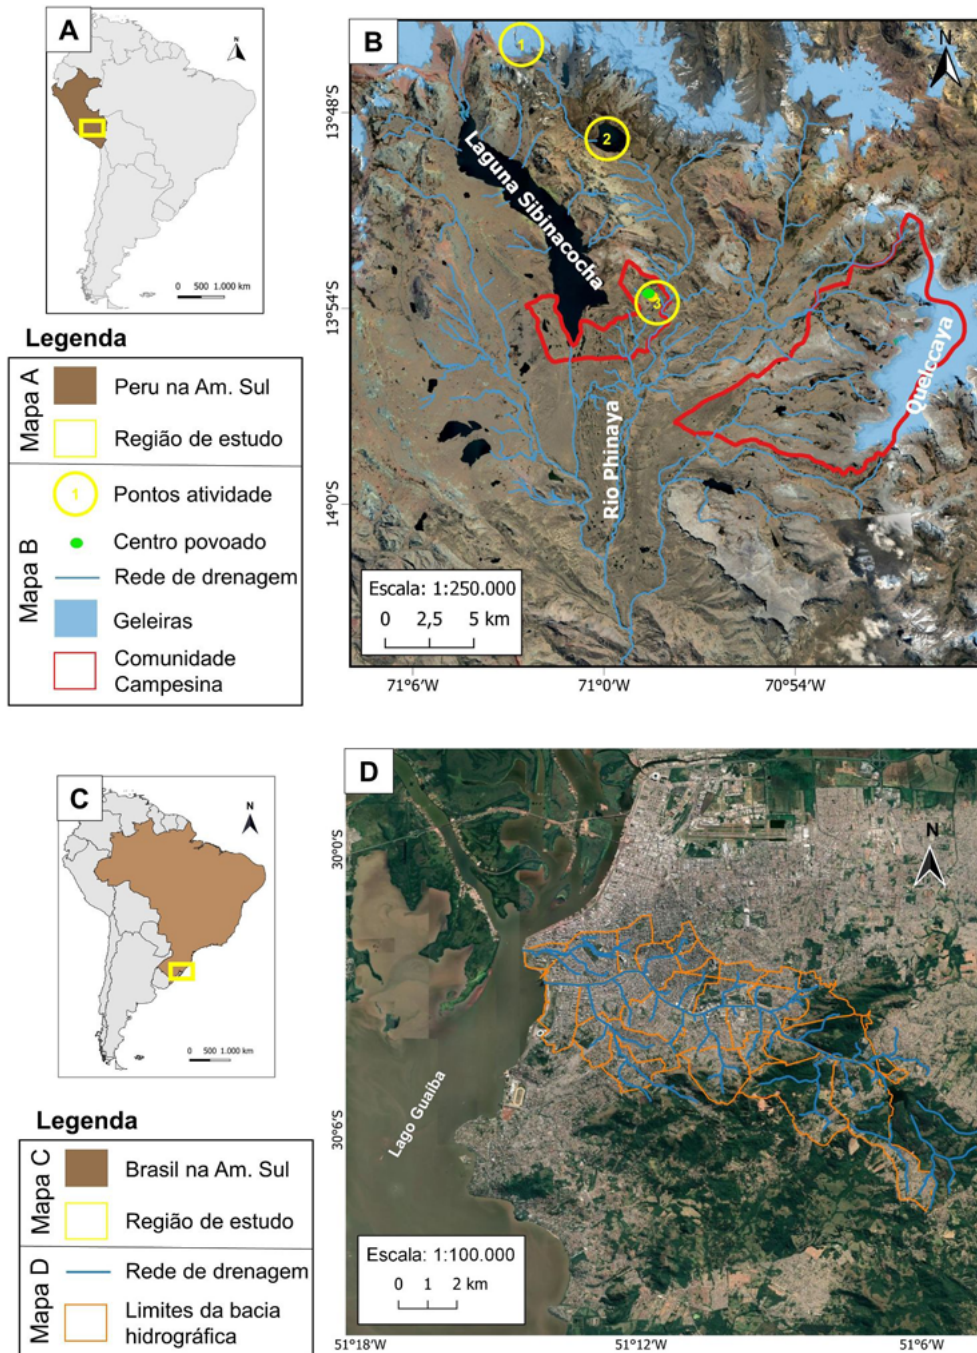 A
N
0 500 1.000 km
Legenda
Mapa A
Peru na Am. Sul
Região de estudo
Mapa B
1
Pontos atividade
Centro povoado
Rede de drenagem
Geleiras
Comunidade
Campesina
B
N
1
2
3
Laguna Sibinacocha
Rio Phinaya
Quelccaya
13°48'S
13°54'S
14°0'S
Escala: 1:250.000
0 2,5 5 km
71°6'W
71°0'W
70°54'W
C
N
0 500 1.000 km
Legenda
Mapa C
Brasil na Am. Sul
Região de estudo
Mapa D
Rede de drenagem
Limites da bacia
hidrográfica
D
N
30°0'S
30°6'S
Lago Guaíba
Escala: 1:100.000
0 1 2 km
51°18'W
51°12'W
51°6'W